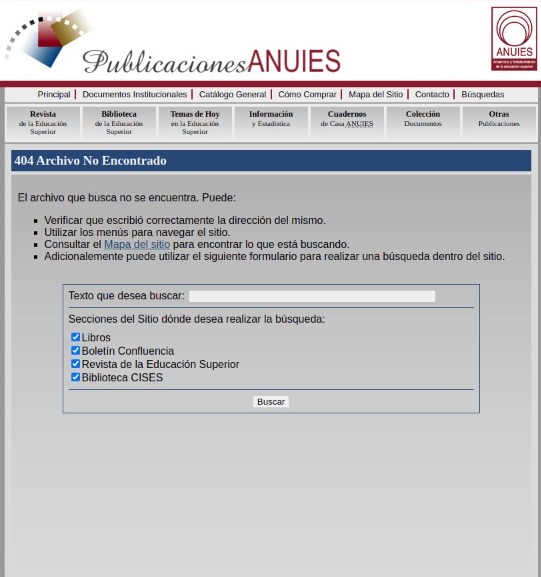 PublicacionesANUIES
ANUIES
Al servicio y fortalecimiento
de la educación superior
Principal | Documentos Institucionales | Catálogo General | Cómo Comprar | Mapa del Sitio | Contacto | Búsquedas
Revista
de la Educación
Superior
Biblioteca
de la Educación
Superior
Temas de Hoy
en la Educación
Superior
Información
y Estadística
Cuadernos
de Casa ANUIES
Colección
Documentos
Otras
Publicaciones
404 Archivo No Encontrado
El archivo que busca no se encuentra. Puede:
Verificar que escribió correctamente la dirección del mismo.
Utilizar los menús para navegar el sitio.
Consultar el Mapa del sitio para encontrar lo que está buscando.
Adicionalmente puede utilizar el siguiente formulario para realizar una búsqueda dentro del sitio.
Texto que desea buscar:
Secciones del Sitio dónde desea realizar la búsqueda:
Libros
Boletín Confluencia
Revista de la Educación Superior
Biblioteca CISES
Buscar